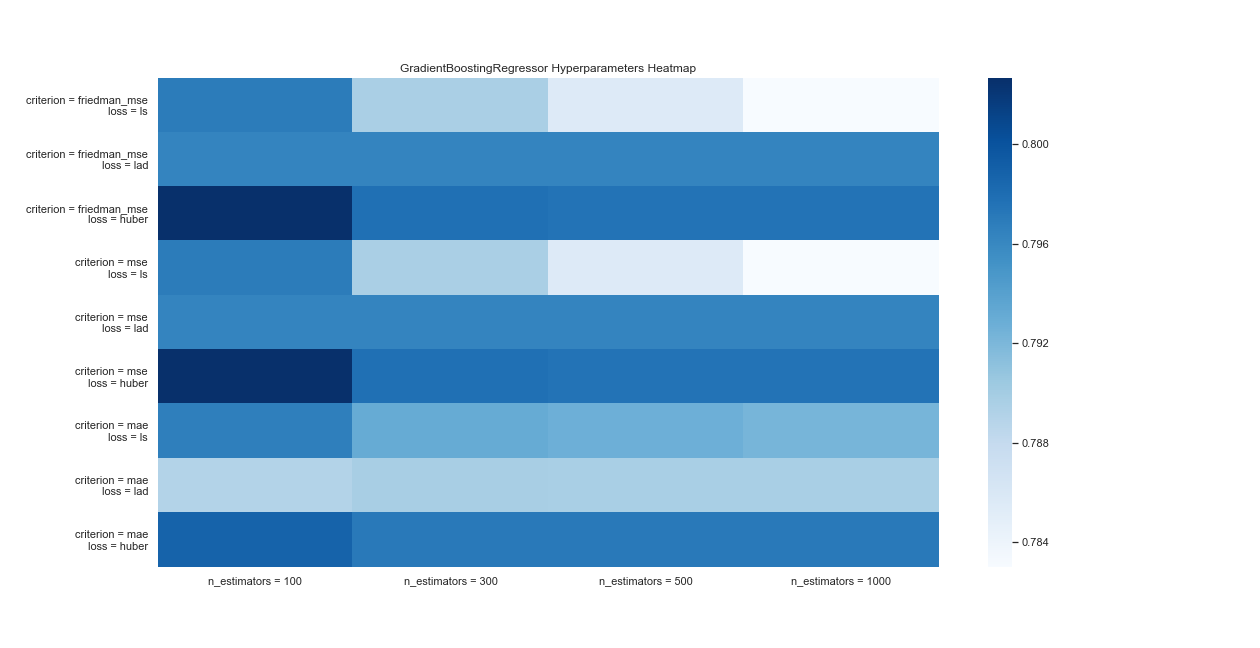 GradientBoostingRegressor Hyperparameters Heatmap
criterion = friedman_mse
loss = ls
criterion = friedman_mse
loss = lad
criterion = friedman_mse
loss = huber
criterion = mse
loss = ls
criterion = mse
loss = lad
criterion = mse
loss = huber
criterion = mae
loss = ls
criterion = mae
loss = lad
criterion = mae
loss = huber
n_estimators = 100
n_estimators = 300
n_estimators = 500
n_estimators = 1000
0.800
0.796
0.792
0.788
0.784